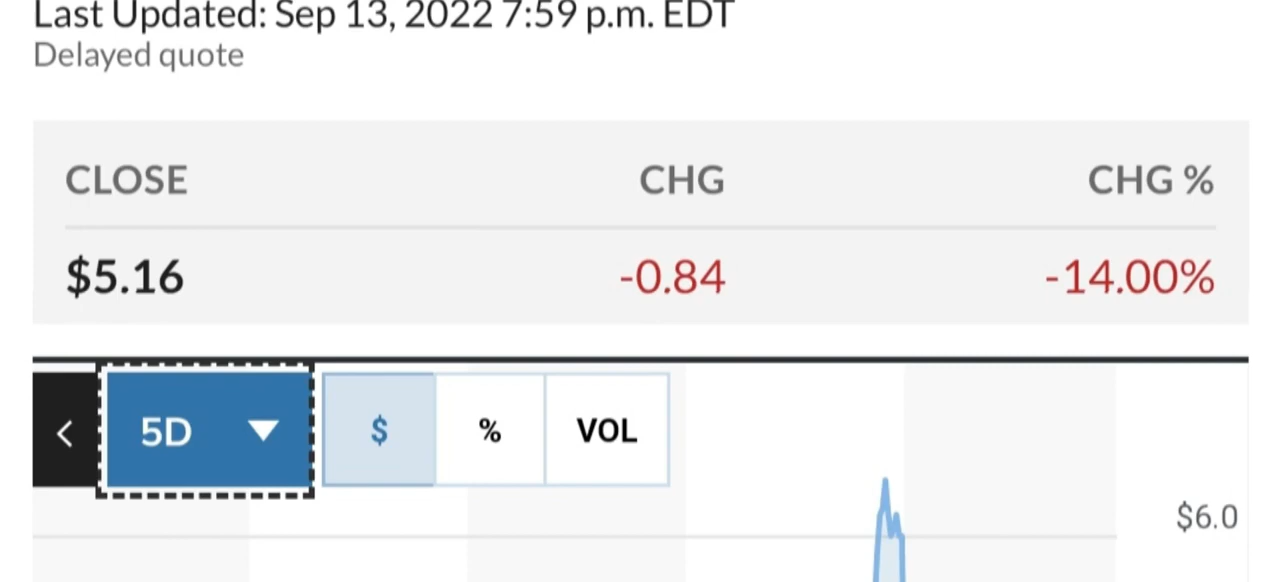 Last Updated: Sep 13, 2022 7:59 p.m. EDT
Delayed quote
CLOSE CHG CHG %
$5.16 -0.84 -14.00%
5D $ % VOL
$6.0